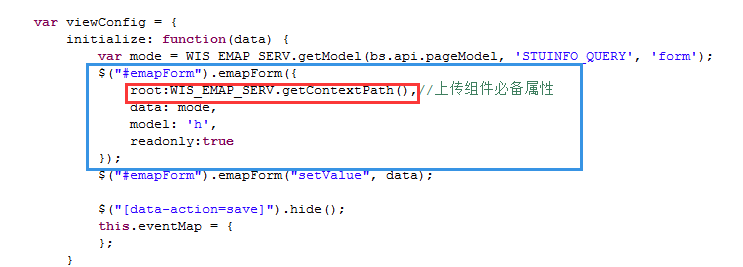 var viewConfig = {
initialize: function(data) {
var mode = WIS_EMAP_SERV.getModel(bs.api.pageModel, 'STUINFO_QUERY', 'form');
$("#emapForm").emapForm({
root:WIS_EMAP_SERV.getContextPath(),//上传组件必备属性
data: mode,
model: 'h',
readonly:true
});
$("#emapForm").emapForm("setValue", data);
$("[data-action=save]").hide();
this.eventMap = {
};
}